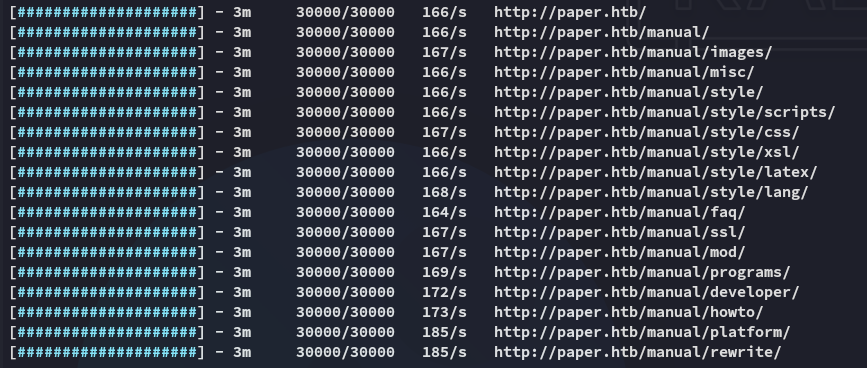 [####################] - 3m 30000/30000 166/s http://paper.htb/
[####################] - 3m 30000/30000 166/s http://paper.htb/manual/
[####################] - 3m 30000/30000 167/s http://paper.htb/manual/images/
[####################] - 3m 30000/30000 166/s http://paper.htb/manual/misc/
[####################] - 3m 30000/30000 166/s http://paper.htb/manual/style/
[####################] - 3m 30000/30000 166/s http://paper.htb/manual/style/scripts/
[####################] - 3m 30000/30000 167/s http://paper.htb/manual/style/css/
[####################] - 3m 30000/30000 166/s http://paper.htb/manual/style/xsl/
[####################] - 3m 30000/30000 166/s http://paper.htb/manual/style/latex/
[####################] - 3m 30000/30000 168/s http://paper.htb/manual/style/lang/
[####################] - 3m 30000/30000 164/s http://paper.htb/manual/faq/
[####################] - 3m 30000/30000 167/s http://paper.htb/manual/ssl/
[####################] - 3m 30000/30000 167/s http://paper.htb/manual/mod/
[####################] - 3m 30000/30000 169/s http://paper.htb/manual/programs/
[####################] - 3m 30000/30000 172/s http://paper.htb/manual/developer/
[####################] - 3m 30000/30000 173/s http://paper.htb/manual/howto/
[####################] - 3m 30000/30000 185/s http://paper.htb/manual/platform/
[####################] - 3m 30000/30000 185/s http://paper.htb/manual/rewrite/